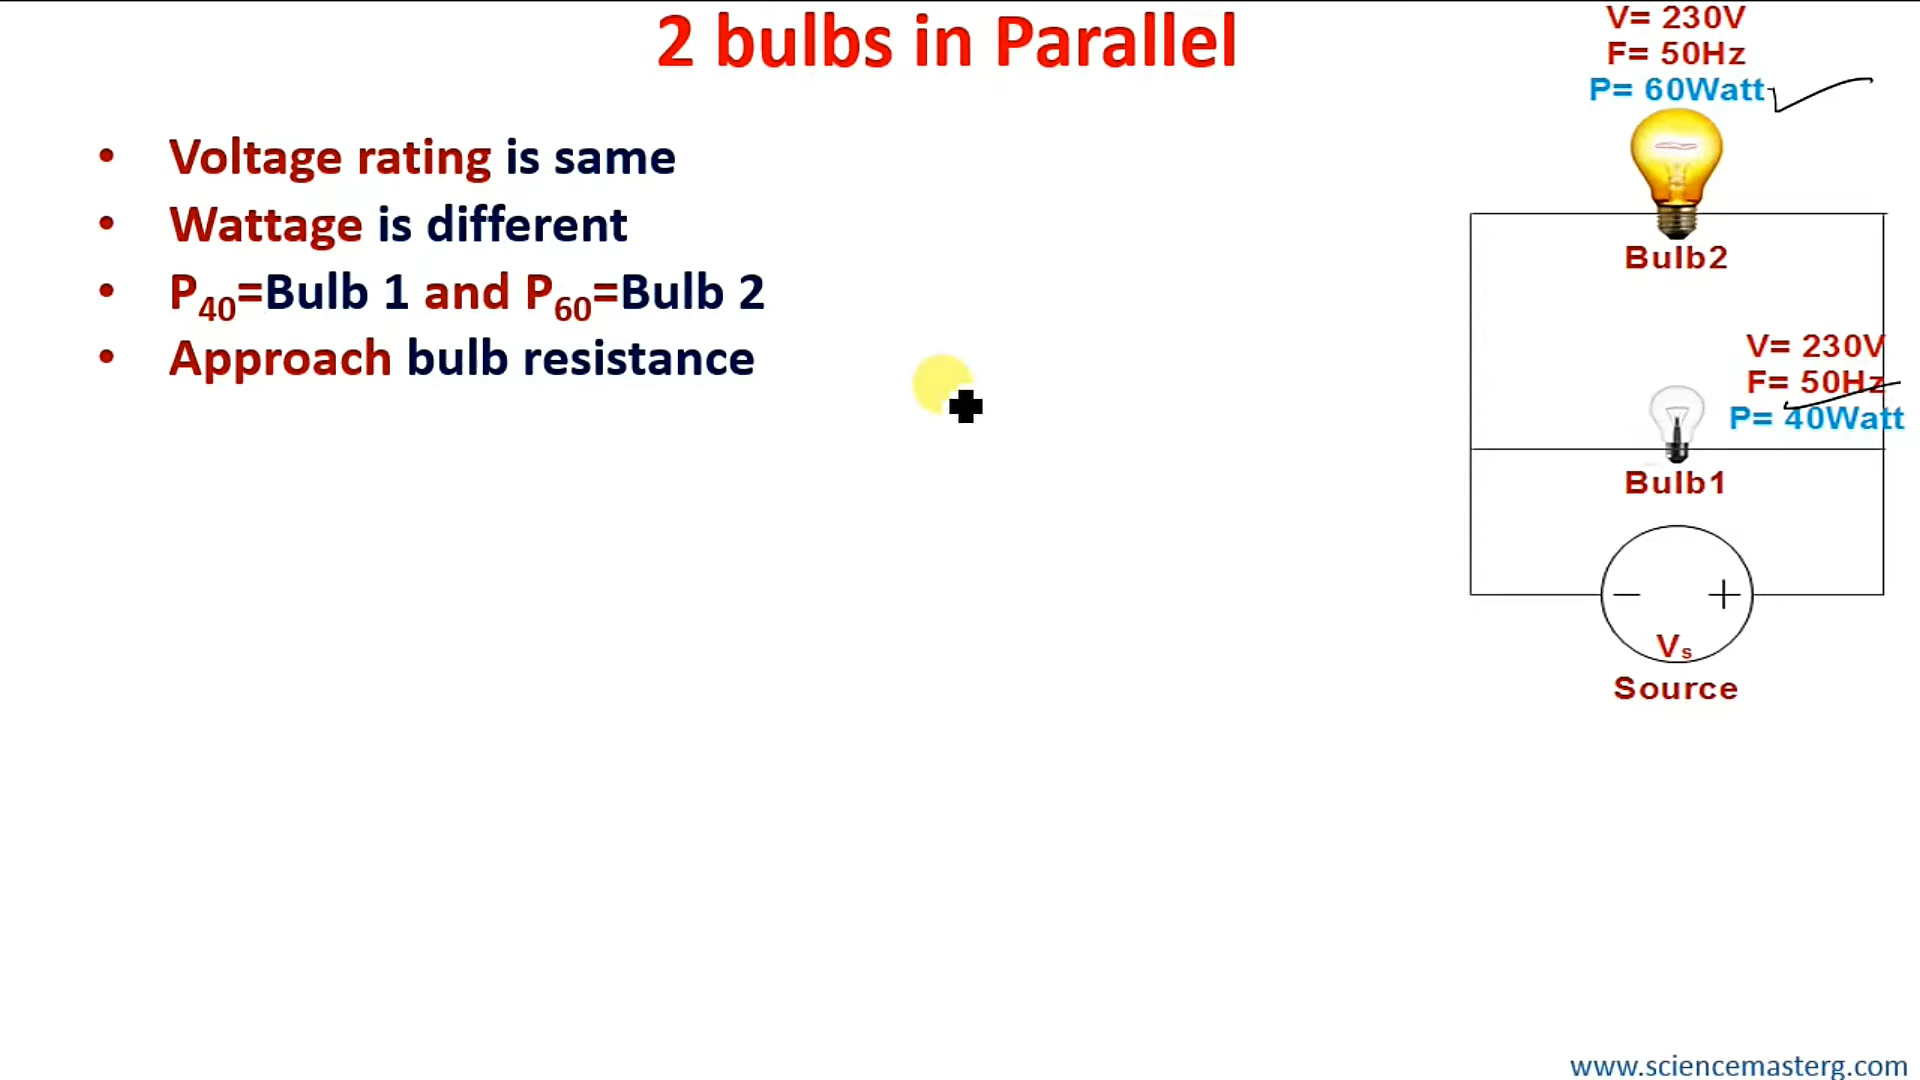 2 bulbs in Parallel
• Voltage rating is same
• Wattage is different
• P40=Bulb 1 and P60=Bulb 2
• Approach bulb resistance
V= 230V
F= 50Hz
P= 60Watt
Bulb2
V= 230V
F= 50Hz
P= 40Watt
Bulb1
− +
Vs
Source
www.sciencemasterg.com